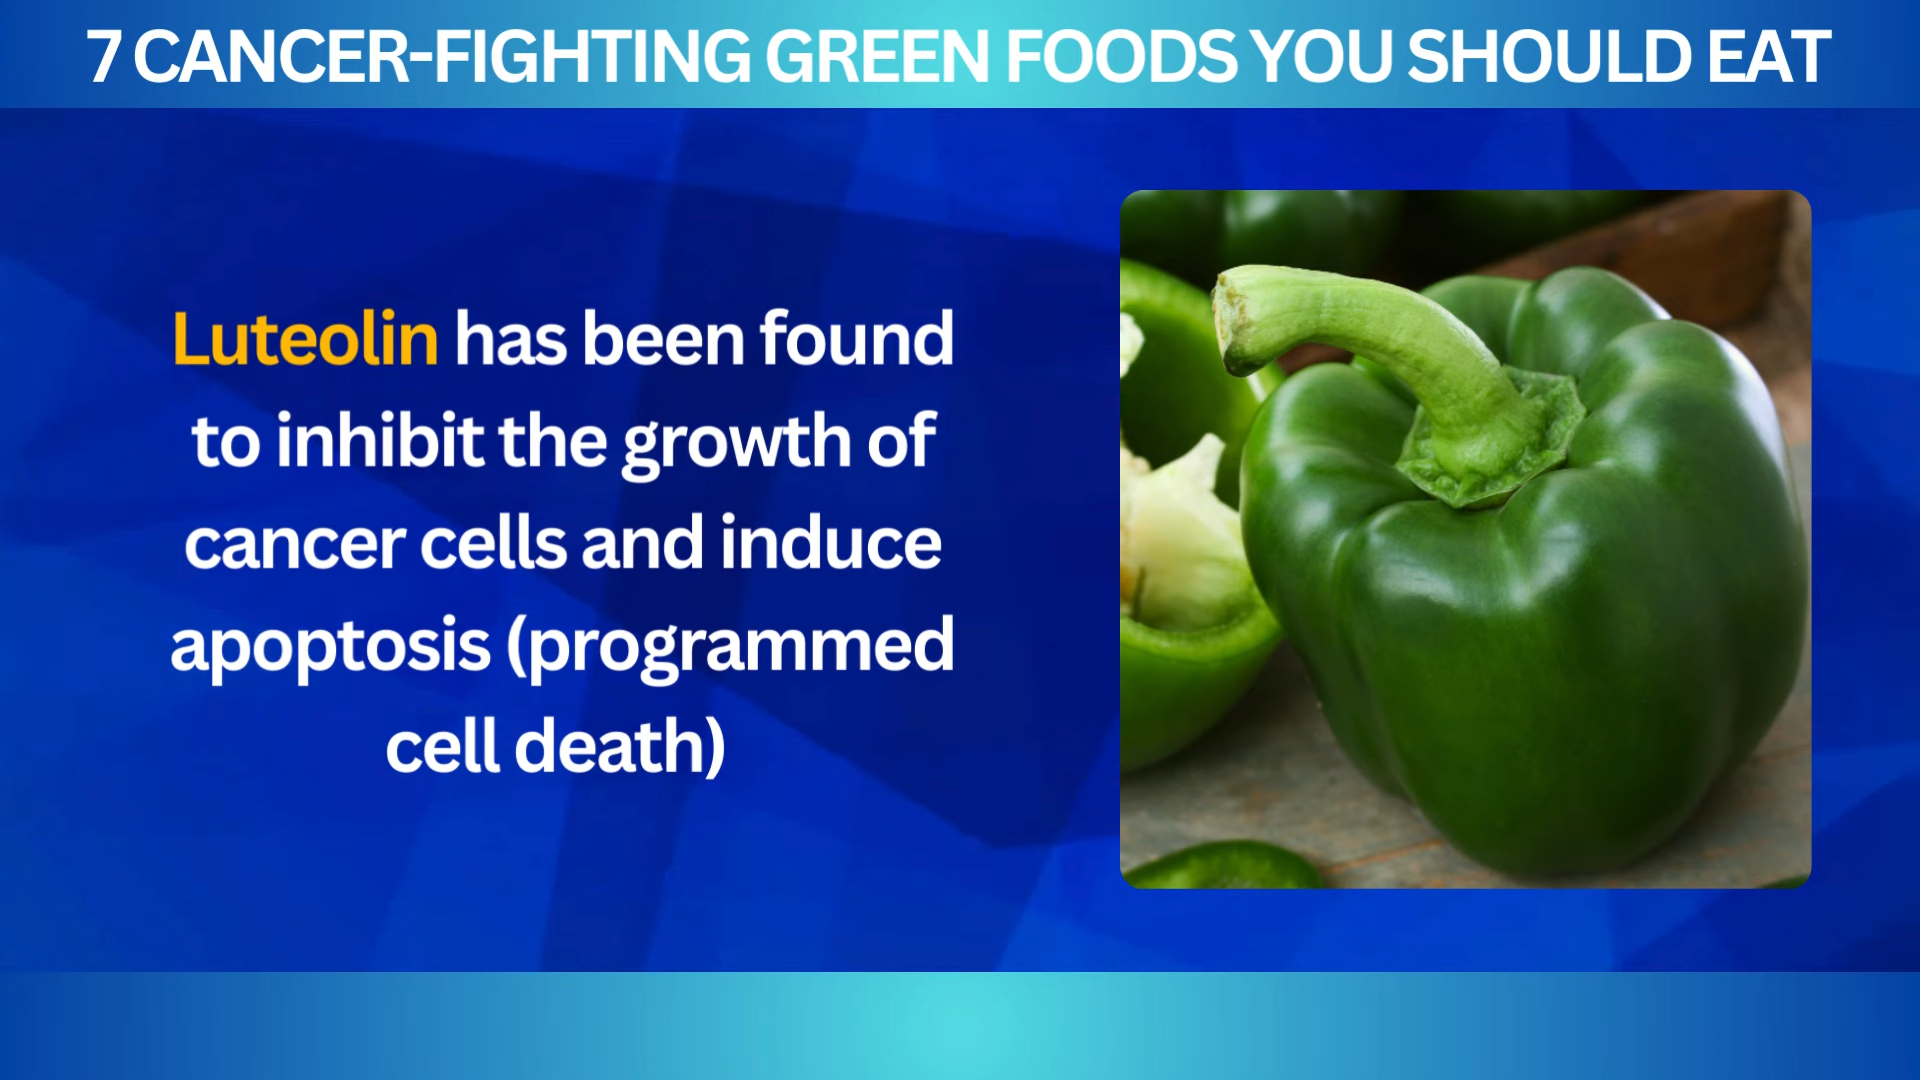 7 CANCER-FIGHTING GREEN FOODS YOU SHOULD EAT
Luteolin has been found
to inhibit the growth of
cancer cells and induce
apoptosis (programmed
cell death)